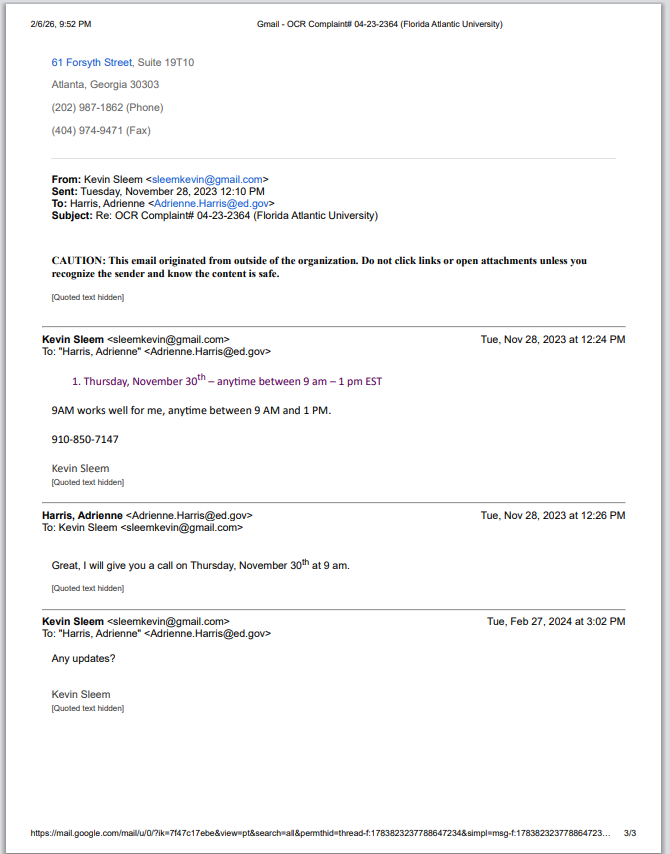 2/6/26, 9:52 PM
Gmail - OCR Complaint# 04-23-2364 (Florida Atlantic University)
61 Forsyth Street, Suite 19T10
Atlanta, Georgia 30303
(202) 987-1862 (Phone)
(404) 974-9471 (Fax)
From: Kevin Sleem <sleemkevin@gmail.com>
Sent: Tuesday, November 28, 2023 12:10 PM
To: Harris, Adrienne <Adrienne.Harris@ed.gov>
Subject: Re: OCR Complaint# 04-23-2364 (Florida Atlantic University)
CAUTION: This email originated from outside of the organization. Do not click links or open attachments unless you
recognize the sender and know the content is safe.
[Quoted text hidden]
Kevin Sleem <sleemkevin@gmail.com>
Tue, Nov 28, 2023 at 12:24 PM
To: "Harris, Adrienne" <Adrienne.Harris@ed.gov>
1. Thursday, November 30th – anytime between 9 am – 1 pm EST
9AM works well for me, anytime between 9 AM and 1 PM.
910-850-7147
Kevin Sleem
[Quoted text hidden]
Harris, Adrienne <Adrienne.Harris@ed.gov>
Tue, Nov 28, 2023 at 12:26 PM
To: Kevin Sleem <sleemkevin@gmail.com>
Great, I will give you a call on Thursday, November 30th at 9 am.
[Quoted text hidden]
Kevin Sleem <sleemkevin@gmail.com>
Tue, Feb 27, 2024 at 3:02 PM
To: "Harris, Adrienne" <Adrienne.Harris@ed.gov>
Any updates?
Kevin Sleem
[Quoted text hidden]
https://mail.google.com/mail/u/0/?ik=7f47c17ebe&view=pt&search=all&permthid=thread-f:1783823237788647234&simpl=msg-f:178382323778864723…
3/3